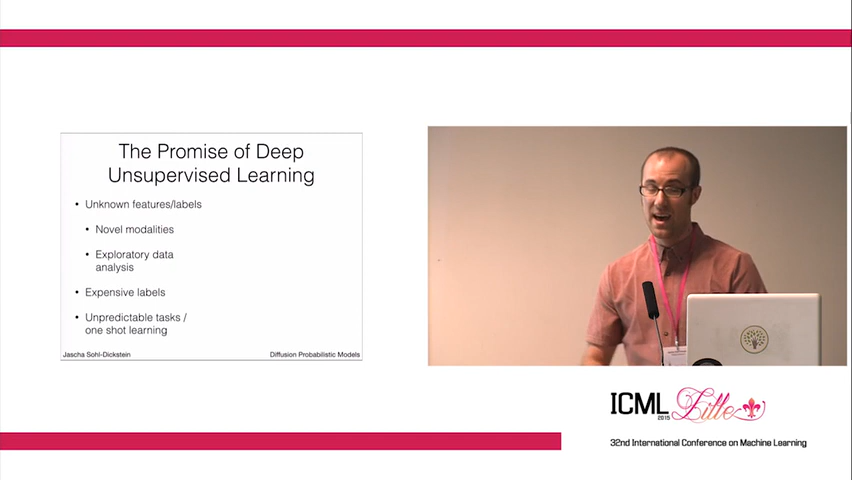 The Promise of Deep
Unsupervised Learning
• Unknown features/labels
• Novel modalities
• Exploratory data
analysis
• Expensive labels
• Unpredictable tasks /
one shot learning
Jascha Sohl-Dickstein
Diffusion Probabilistic Models
ICML
2015
Lille
32nd International Conference on Machine Learning